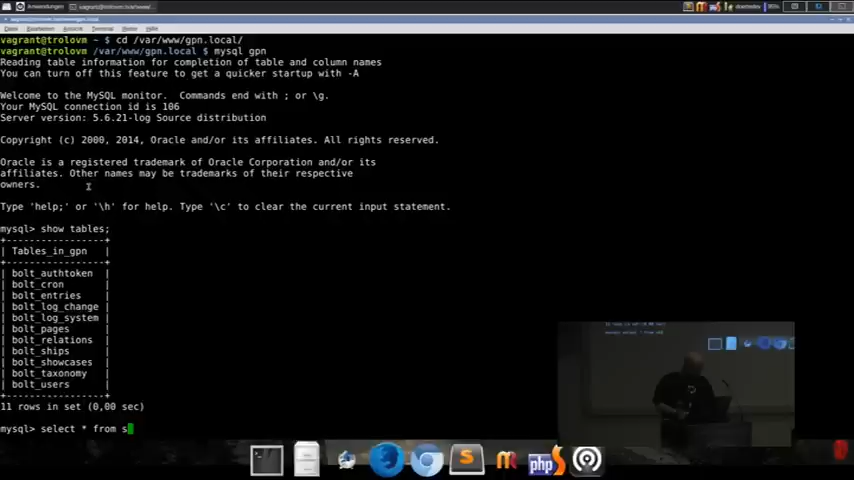 Anwendungen vagrant@trolovm:/var/www/
vagrant@trolovm ~ $ cd /var/www/gpn.local/
vagrant@trolovm /var/www/gpn.local $ mysql gpn
Reading table information for completion of table and column names
You can turn off this feature to get a quicker startup with -A
Welcome to the MySQL monitor.  Commands end with ; or \g.
Your MySQL connection id is 106
Server version: 5.6.21-log Source distribution
Copyright (c) 2000, 2014, Oracle and/or its affiliates. All rights reserved.
Oracle is a registered trademark of Oracle Corporation and/or its
affiliates. Other names may be trademarks of their respective
owners.
Type 'help;' or '\h' for help. Type '\c' to clear the current input statement.
mysql> show tables;
+-----------------+
| Tables_in_gpn   |
+-----------------+
| bolt_authtoken  |
| bolt_cron       |
| bolt_entries    |
| bolt_log_change |
| bolt_log_system |
| bolt_pages      |
| bolt_relations  |
| bolt_ships      |
| bolt_showcases  |
| bolt_taxonomy   |
| bolt_users      |
+-----------------+
11 rows in set (0,00 sec)
mysql> select * from s
php